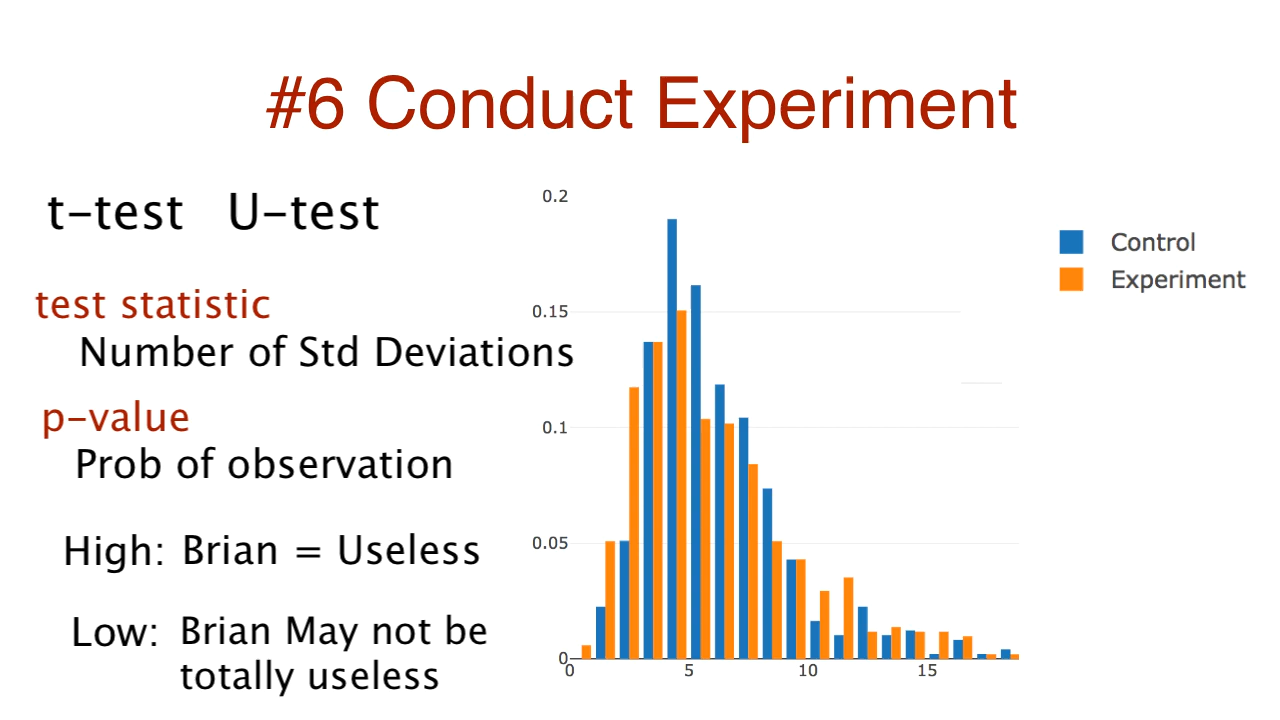 #6 Conduct Experiment
t-test U-test
test statistic
Number of Std Deviations
p-value
Prob of observation
High: Brian = Useless
Low: Brian May not be
totally useless
0.2
0.15
0.1
0.05
0
0 5 10 15
Control
Experiment